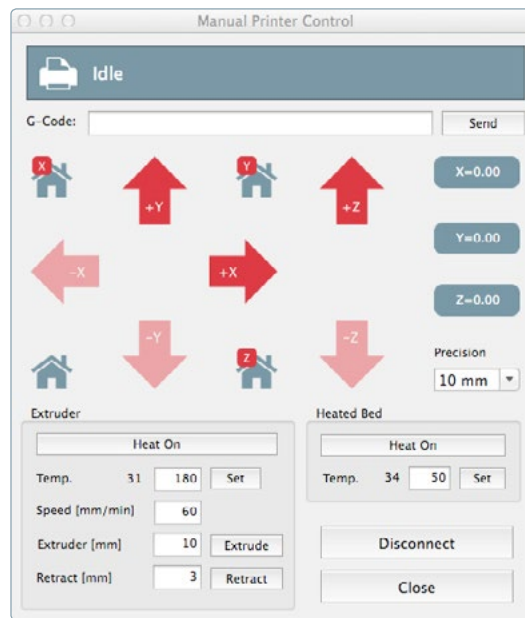 Manual Printer Control
Idle
G-Code: Send
X Y X=0.00
+Y +Z
Y=0.00
-X +X
Z=0.00
-Y Z -Z
Precision
10 mm
Extruder Heated Bed
Heat On Heat On
Temp. 31 180 Set Temp. 34 50 Set
Speed [mm/min] 60
Extruder [mm] 10 Extrude Disconnect
Retract [mm] 3 Retract Close